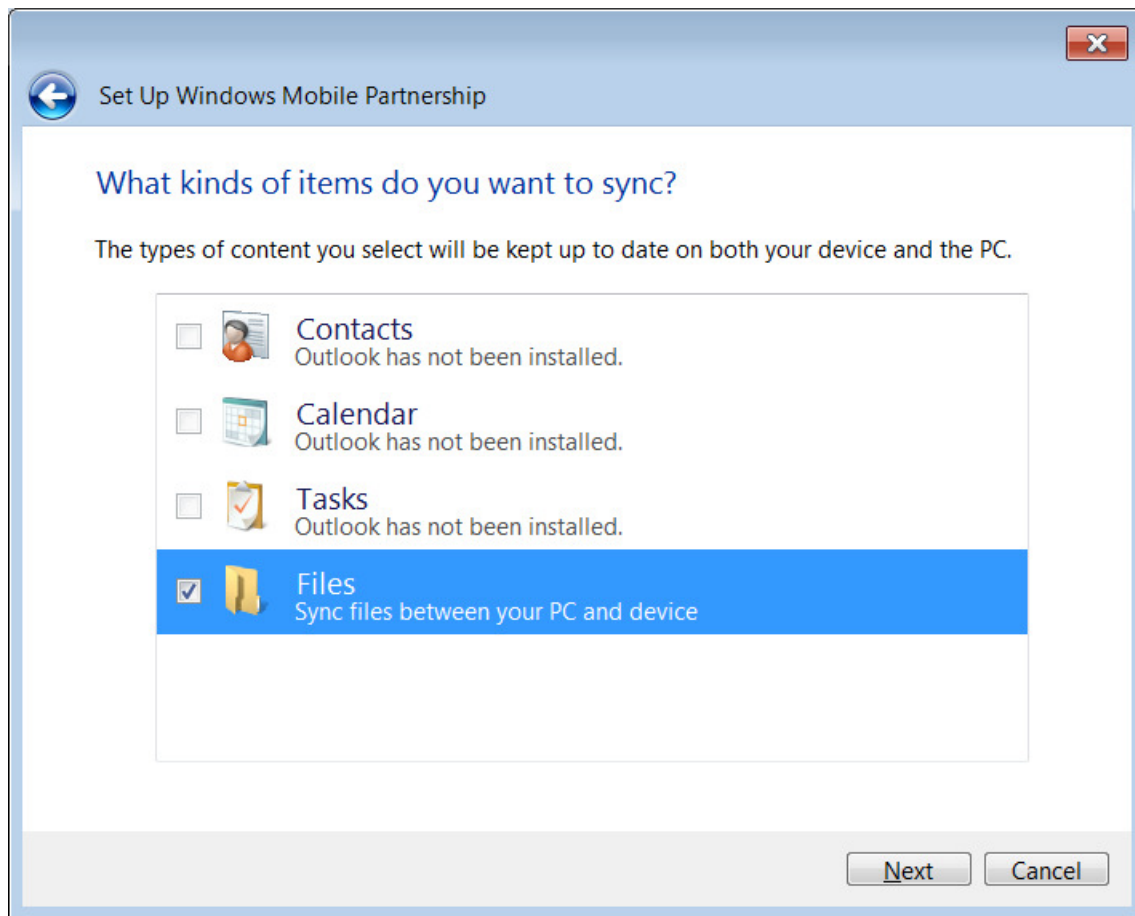 Set Up Windows Mobile Partnership
What kinds of items do you want to sync?
The types of content you select will be kept up to date on both your device and the PC.
Contacts
Outlook has not been installed.
Calendar
Outlook has not been installed.
Tasks
Outlook has not been installed.
Files
Sync files between your PC and device
Next Cancel